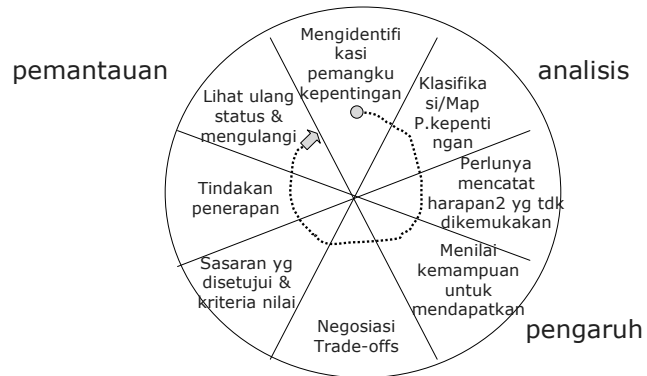 pemantauan
analisis
pengaruh
Mengidentifi
kasi
pemangku
kepentingan
Klasifika
si/Map
P.kepenti
ngan
Perlunya
mencatat
harapan2 yg tdk
dikemukakan
Menilai
kemampuan
untuk
mendapatkan
Negosiasi
Trade-offs
Sasaran yg
disetujui &
kriteria nilai
Tindakan
penerapan
Lihat ulang
status &
mengulangi